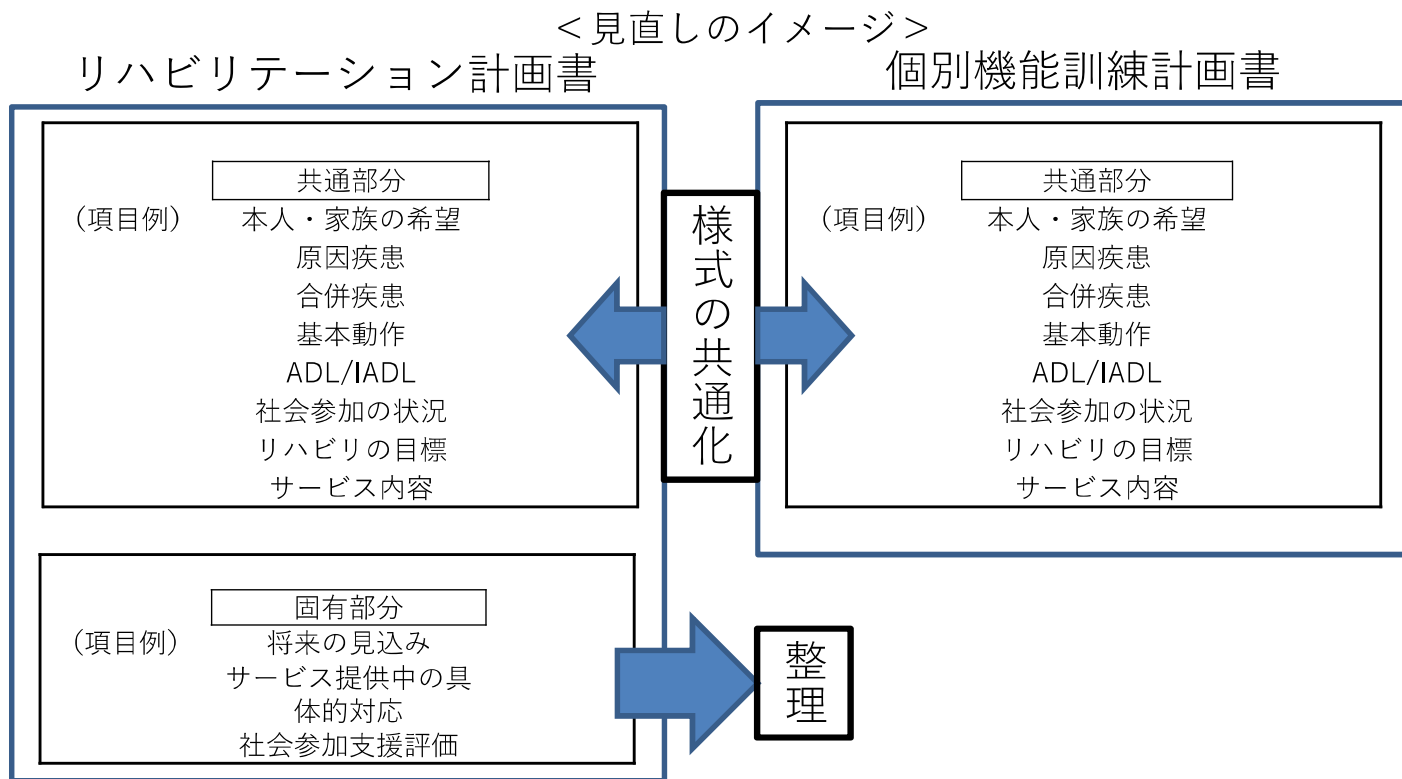 ＜見直しのイメージ＞
リハビリテーション計画書
共通部分
（項目例）
本人・家族の希望
原因疾患
合併疾患
基本動作
ADL/IADL
社会参加の状況
リハビリの目標
サービス内容
様式の共通化
個別機能訓練計画書
共通部分
（項目例）
本人・家族の希望
原因疾患
合併疾患
基本動作
ADL/IADL
社会参加の状況
リハビリの目標
サービス内容
固有部分
（項目例）
将来の見込み
サービス提供中の具
体的対応
社会参加支援評価
整理